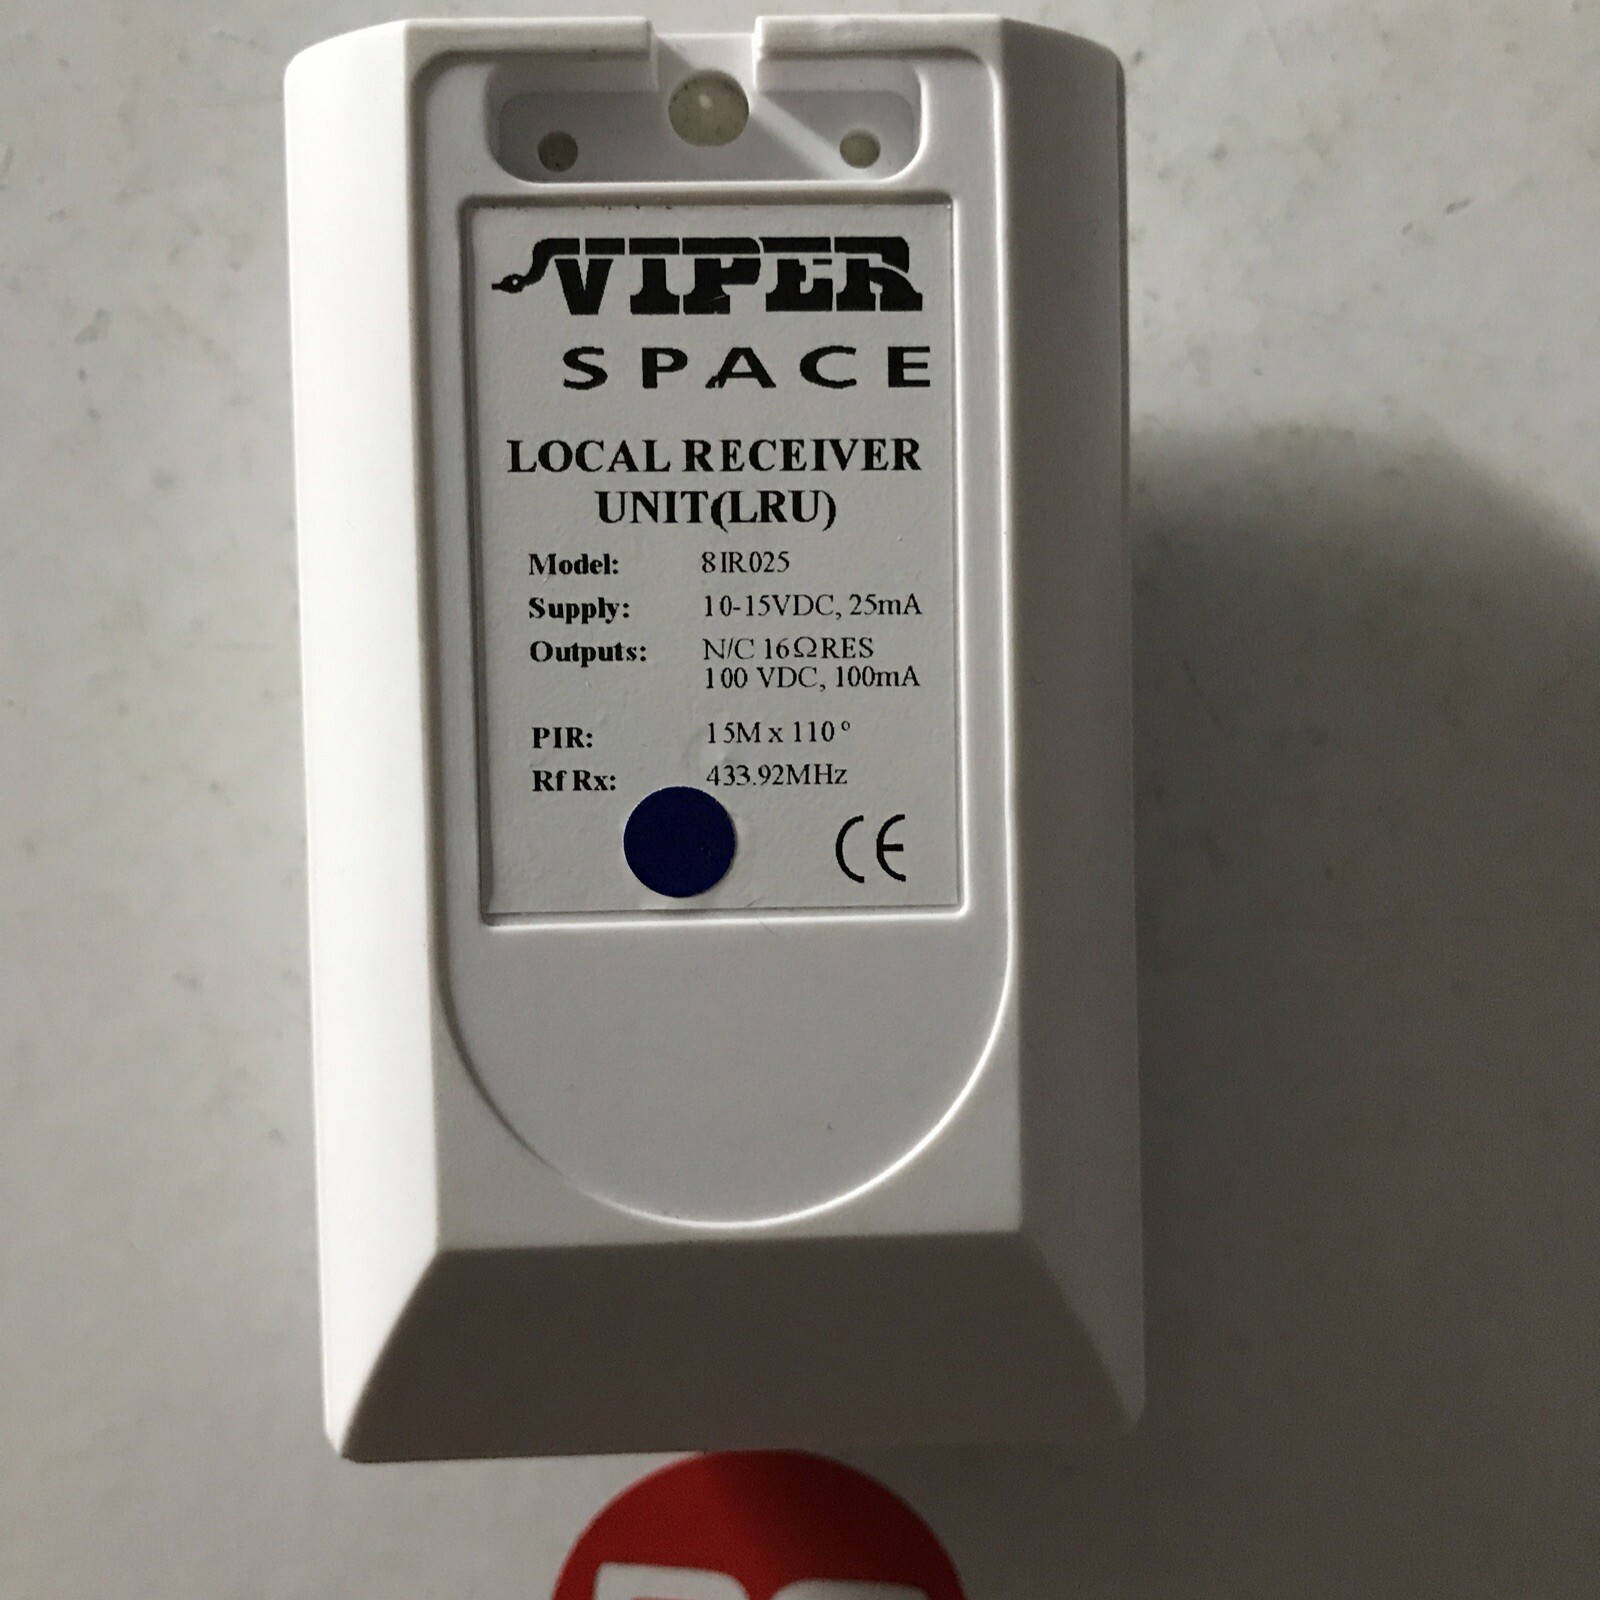 VIPER
SPACE
LOCAL RECEIVER
UNIT(LRU)
Model: 8IR025
Supply: 10-15VDC, 25mA
Outputs: N/C 16ΩRES
100 VDC, 100mA
PIR: 15M x 110°
Rf Rx: 433.92MHz
CE